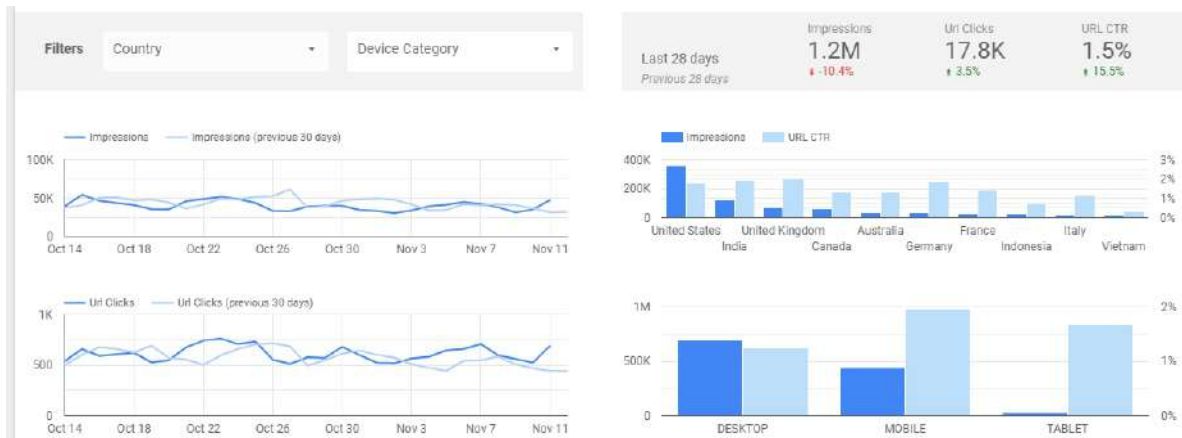 Filters
Country
Device Category
Last 28 days
Previous 28 days
Impressions
1.2M
-10.4%
Url Clicks
17.8K
3.5%
URL CTR
1.5%
15.5%
Impressions
Impressions (previous 30 days)
100K
50K
0
Oct 14 Oct 18 Oct 22 Oct 26 Oct 30 Nov 3 Nov 7 Nov 11
Url Clicks
Url Clicks (previous 30 days)
1K
500
0
Oct 14 Oct 18 Oct 22 Oct 26 Oct 30 Nov 3 Nov 7 Nov 11
Impressions
URL CTR
400K
200K
0
3%
2%
1%
0%
United States United Kingdom Australia France Italy
India Canada Germany Indonesia Vietnam
1M
500K
0
2%
1%
0%
DESKTOP MOBILE TABLET